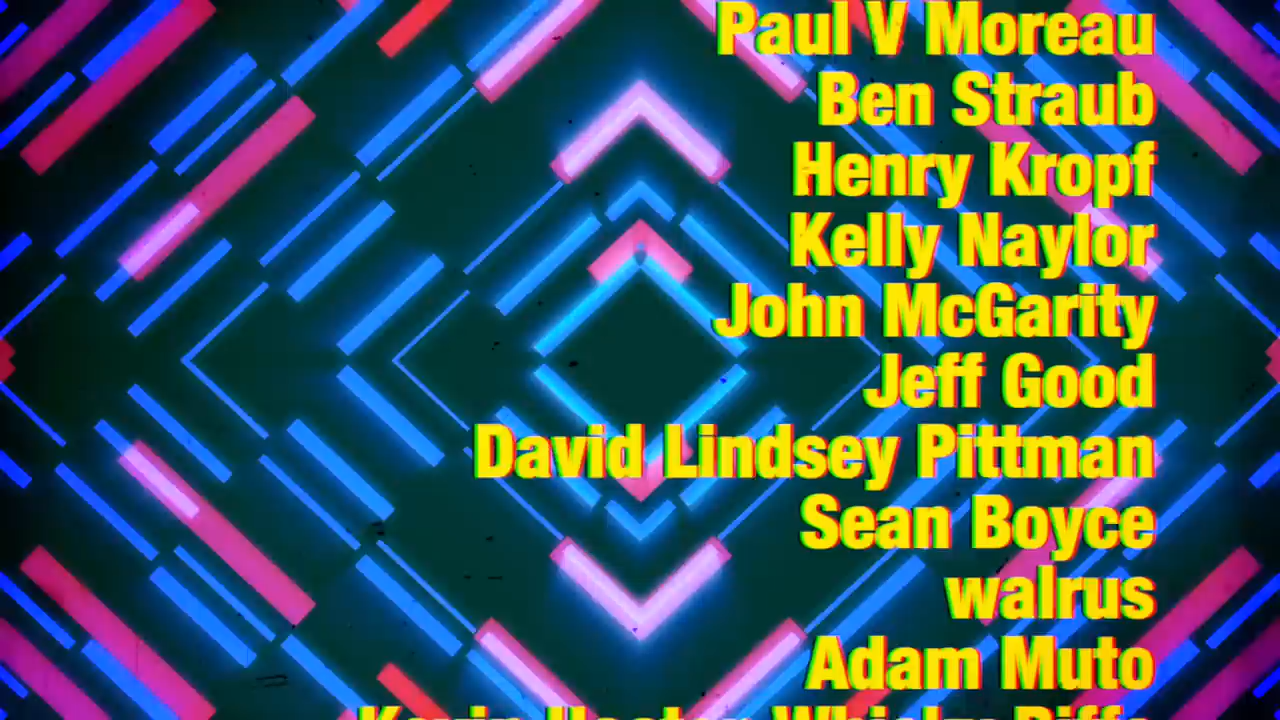 Paul V Moreau
Ben Straub
Henry Kropf
Kelly Naylor
John McGarity
Jeff Good
David Lindsey Pittman
Sean Boyce
walrus
Adam Muto
Kevin